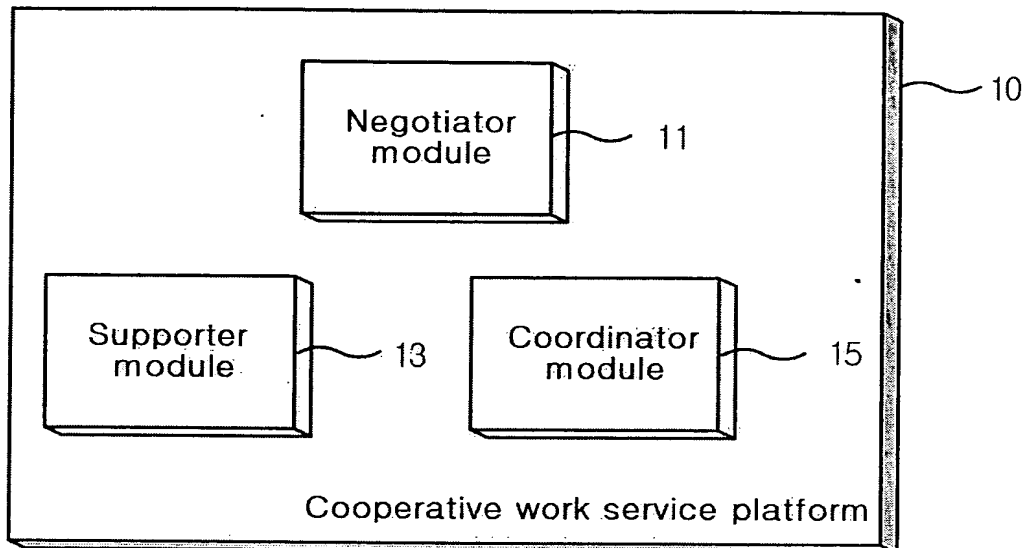 10
Negotiator
module
11
Supporter
module
13
Coordinator
module
15
Cooperative work service platform